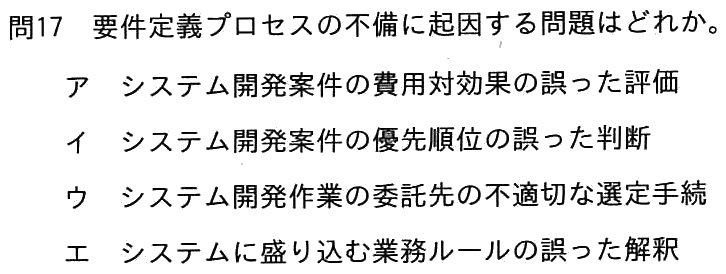 問17 要件定義プロセスの不備に起因する問題はどれか。
ア システム開発案件の費用対効果の誤った評価
イ システム開発案件の優先順位の誤った判断
ウ システム開発作業の委託先の不適切な選定手続
エ システムに盛り込む業務ルールの誤った解釈